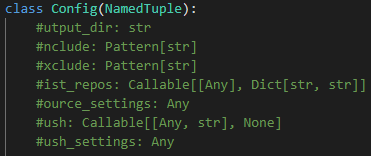 class Config(NamedTuple):
#utput_dir: str
#nclude: Pattern[str]
#xclude: Pattern[str]
#ist_repos: Callable[[Any], Dict[str, str]]
#ource_settings: Any
#ush: Callable[[Any, str], None]
#ush_settings: Any